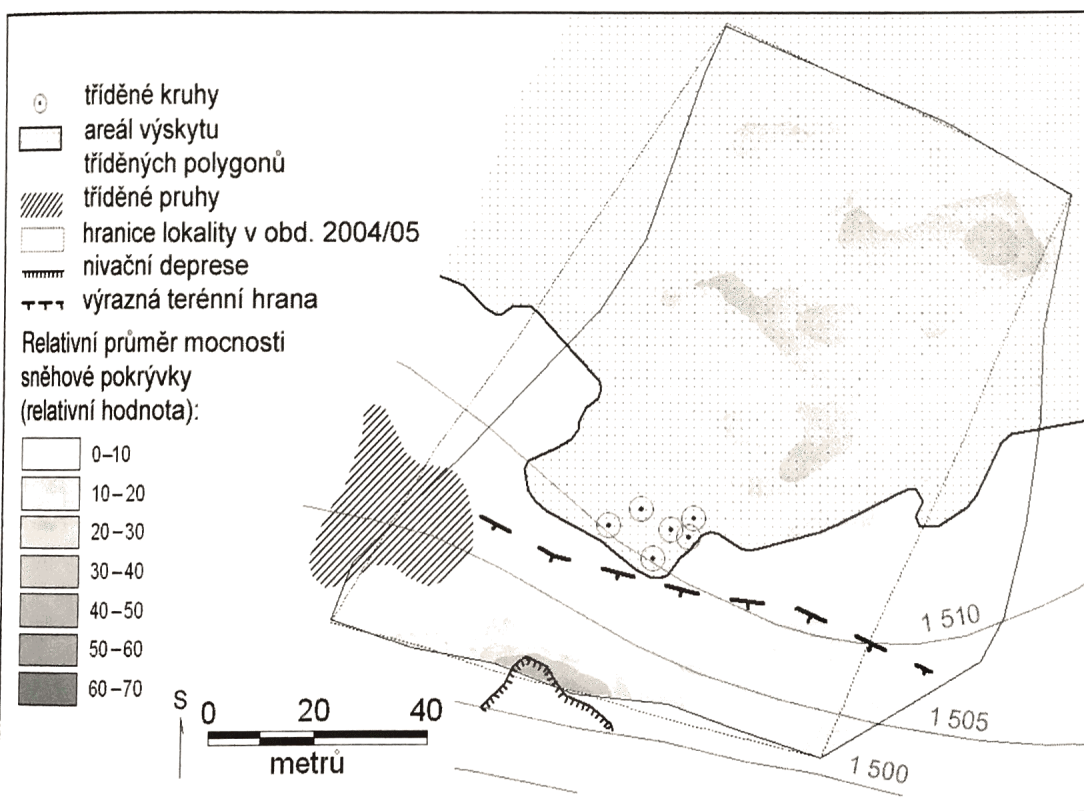 tříděné kruhy
areál výskytu
tříděných polygonů
tříděné pruhy
hranice lokality v obd. 2004/05
nivační deprese
výrazná terénní hrana
Relativní průměr mocnosti
sněhové pokrývky
(relativní hodnota):
0–10
10–20
20–30
30–40
40–50
50–60
60–70
S
0 20 40
metrů
1 510
1 505
1 500